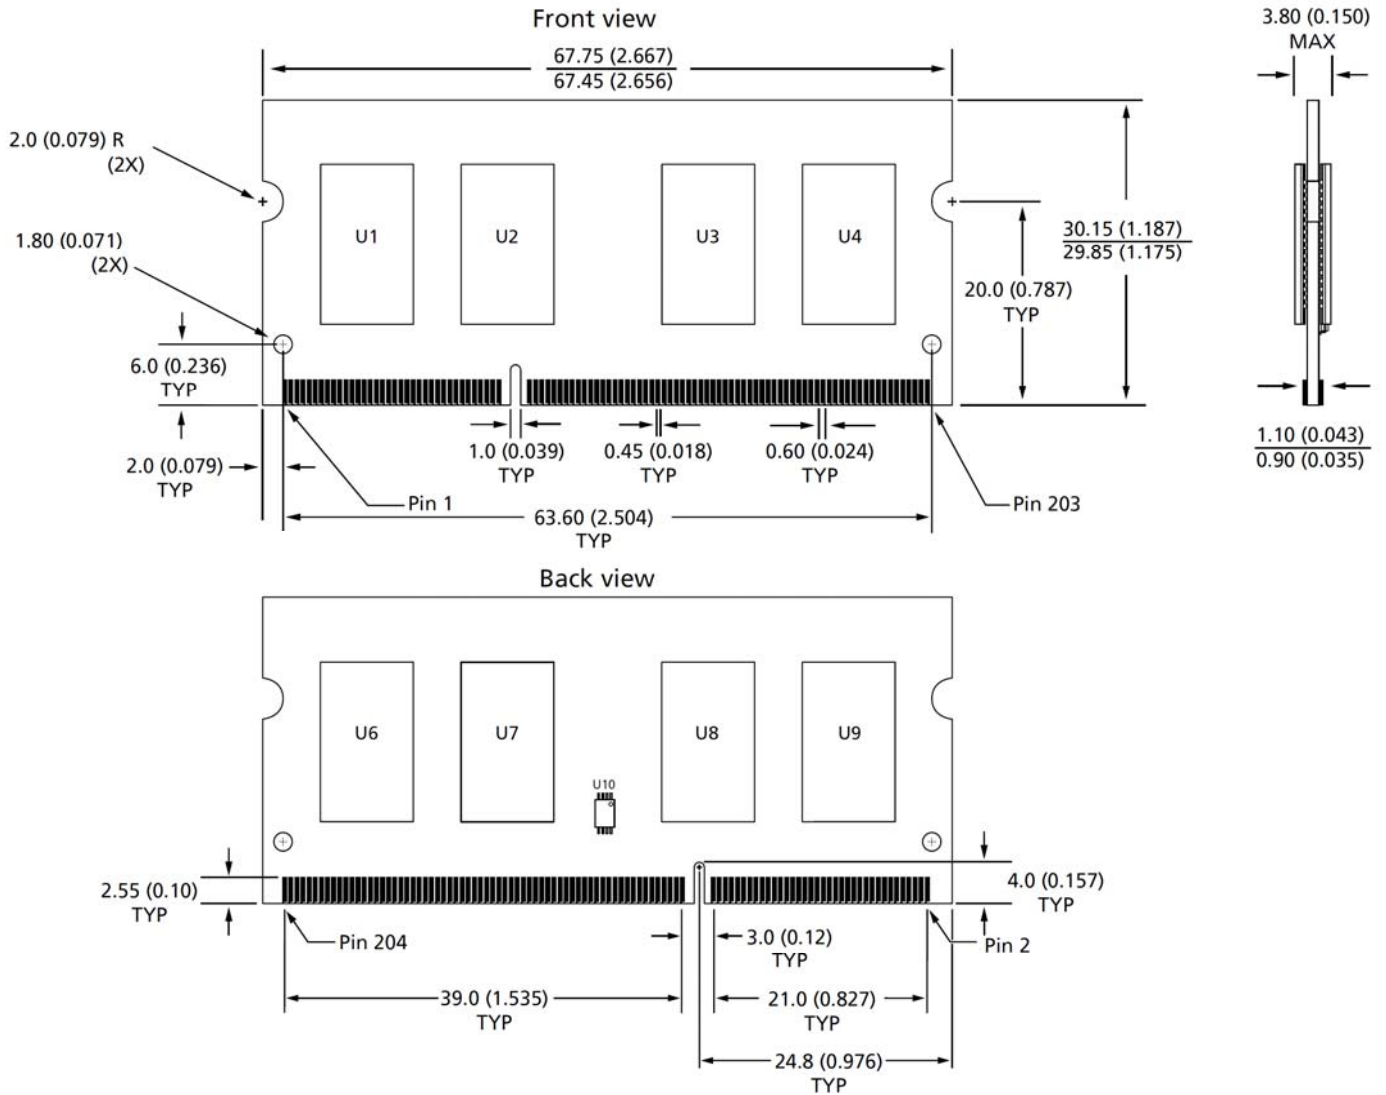 Front view
3.80 (0.150)
MAX
67.75 (2.667)
67.45 (2.656)
2.0 (0.079) R
(2X)
1.80 (0.071)
(2X)
U1
U2
U3
U4
30.15 (1.187)
29.85 (1.175)
20.0 (0.787)
TYP
6.0 (0.236)
TYP
2.0 (0.079)
TYP
1.0 (0.039)
TYP
0.45 (0.018)
TYP
0.60 (0.024)
TYP
1.10 (0.043)
0.90 (0.035)
Pin 1
63.60 (2.504)
TYP
Pin 203
Back view
U6
U7
U8
U9
U10
2.55 (0.10)
TYP
4.0 (0.157)
TYP
Pin 204
3.0 (0.12)
TYP
Pin 2
39.0 (1.535)
TYP
21.0 (0.827)
TYP
24.8 (0.976)
TYP